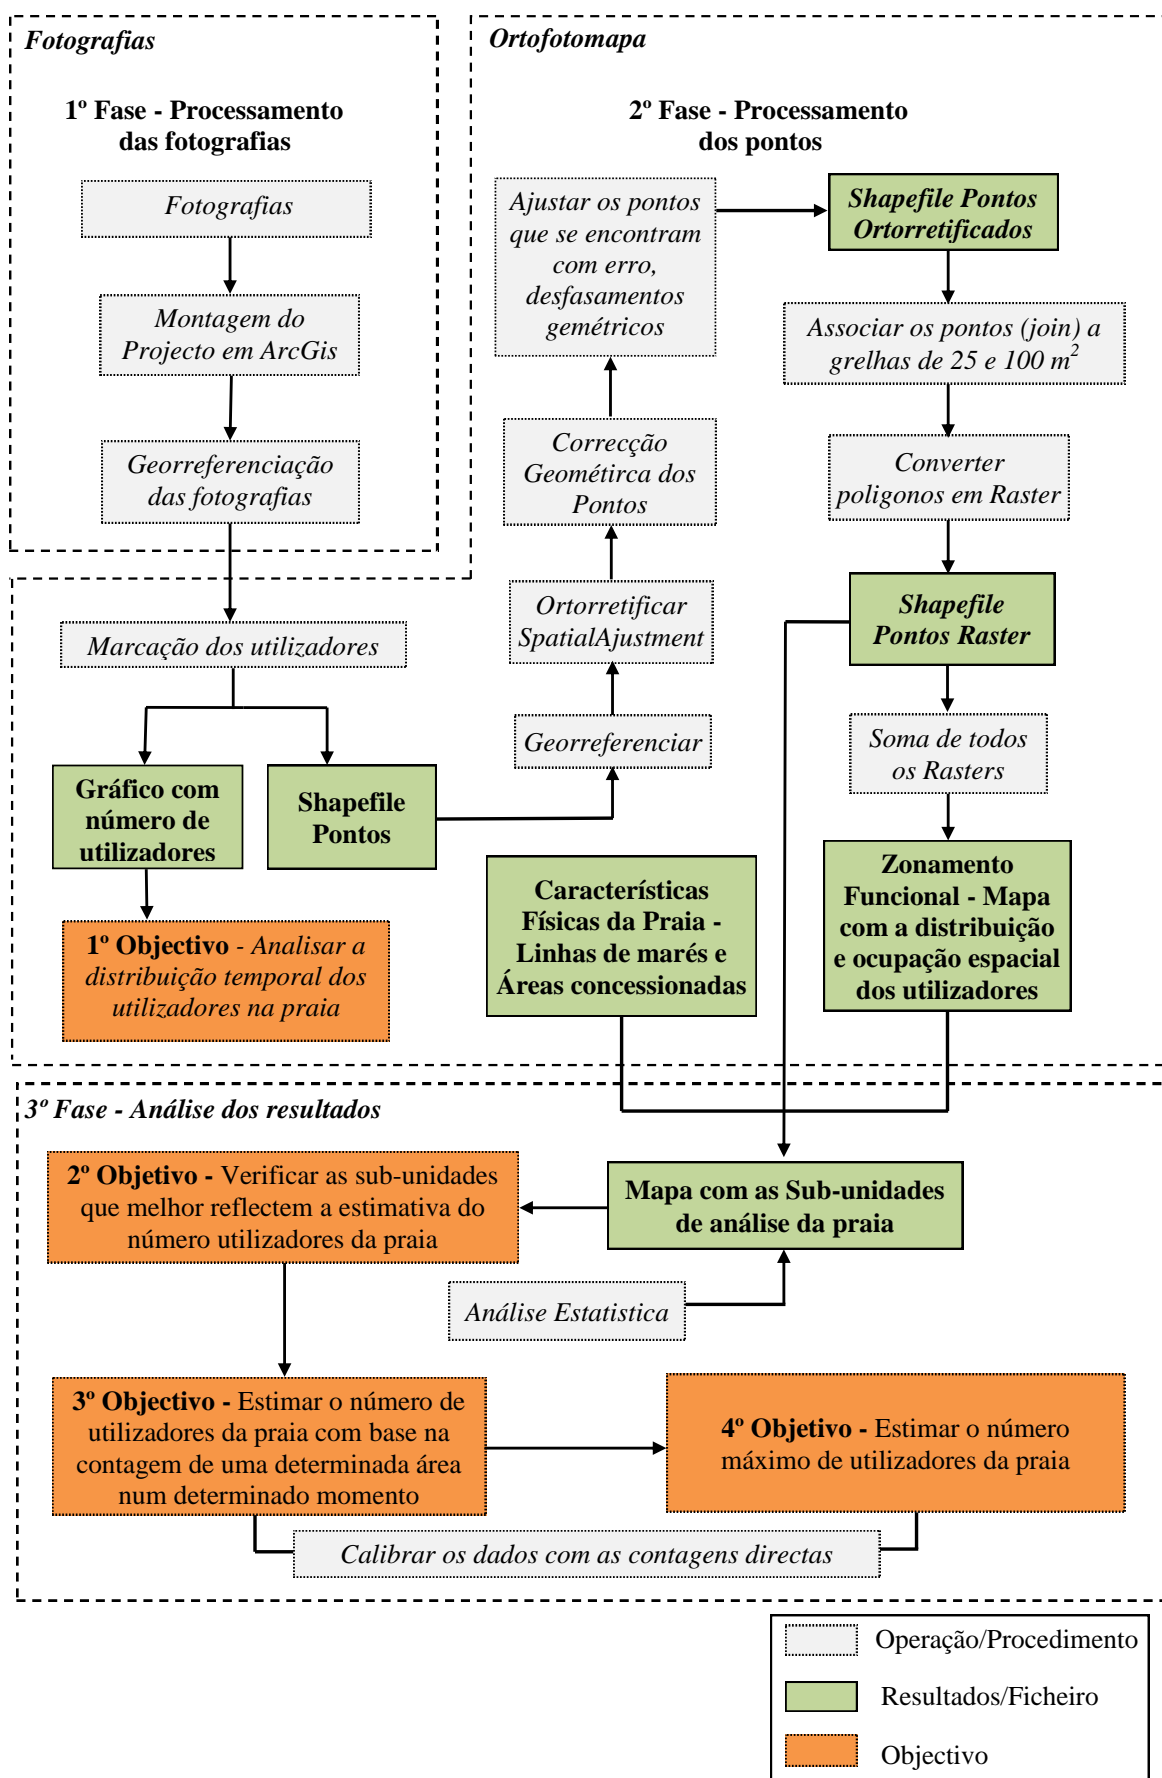 Fotografias
1º Fase - Processamento
das fotografias
Fotografias
Montagem do
Projecto em ArcGis
Georreferenciação
das fotografias
Ortofotomapa
2º Fase - Processamento
dos pontos
Marcação dos utilizadores
Gráfico com
número de
utilizadores
Shapefile
Pontos
1º Objectivo - Analisar a
distribuição temporal dos
utilizadores na praia
Georreferenciar
Ortorretificar
SpatialAjustment
Correcção
Geométirca dos
Pontos
Ajustar os pontos
que se encontram
com erro,
desfasamentos
gemétricos
Shapefile Pontos
Ortorretificados
Associar os pontos (join) a
grelhas de 25 e 100 m²
Converter
poligonos em Raster
Shapefile
Pontos Raster
Soma de todos
os Rasters
Características
Físicas da Praia -
Linhas de marés e
Áreas concessionadas
Zonamento
Funcional - Mapa
com a distribuição
e ocupação espacial
dos utilizadores
3º Fase - Análise dos resultados
2º Objetivo - Verificar as sub-unidades
que melhor reflectem a estimativa do
número utilizadores da praia
Mapa com as Sub-unidades
de análise da praia
Análise Estatistica
3º Objectivo - Estimar o número de
utilizadores da praia com base na
contagem de uma determinada área
num determinado momento
4º Objetivo - Estimar o número
máximo de utilizadores da praia
Calibrar os dados com as contagens directas
Operação/Procedimento
Resultados/Ficheiro
Objectivo